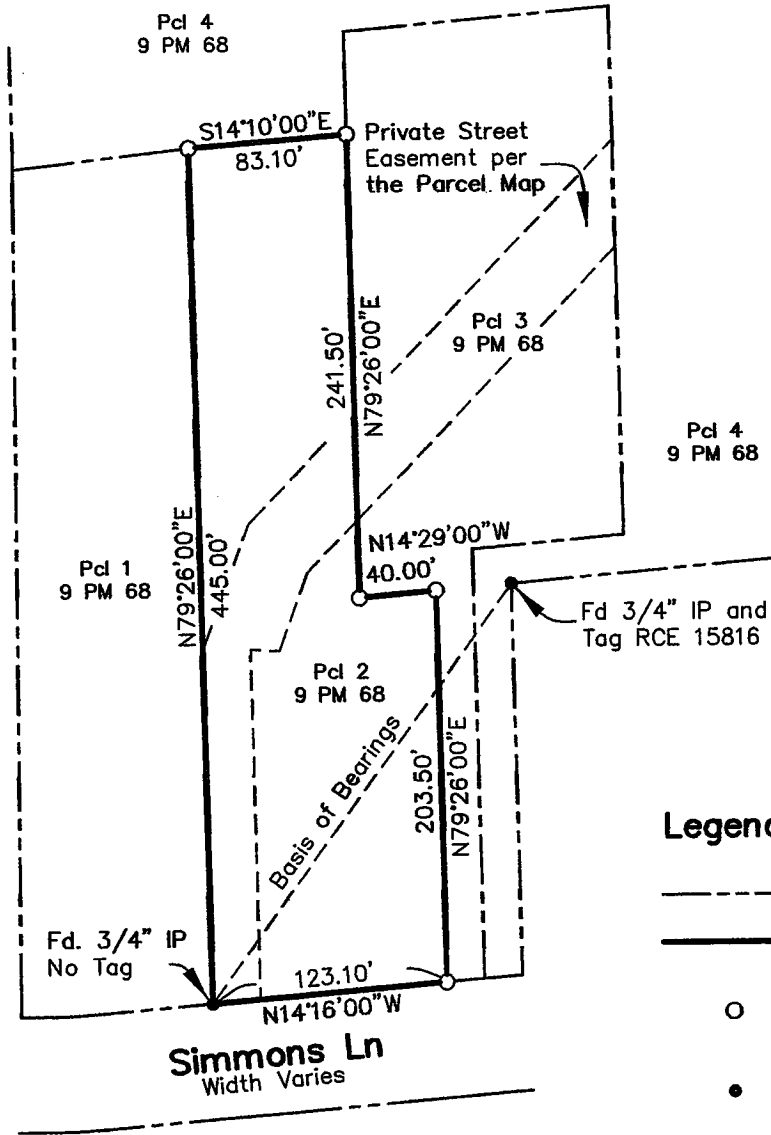 Pcl 4
9 PM 68
S14°10'00"E
83.10'
Private Street
Easement per
the Parcel Map
241.50'
N79°26'00"E
Pcl 3
9 PM 68
Pcl 4
9 PM 68
N14°29'00"W
40.00'
N79°26'00"E
445.00'
Pcl 1
9 PM 68
Fd 3/4" IP and
Tag RCE 15816
Pcl 2
9 PM 68
Basis of Bearings
203.50'
N79°26'00"E
Legend
Fd. 3/4" IP
No Tag
123.10'
N14°16'00"W
Simmons Ln
Width Varies